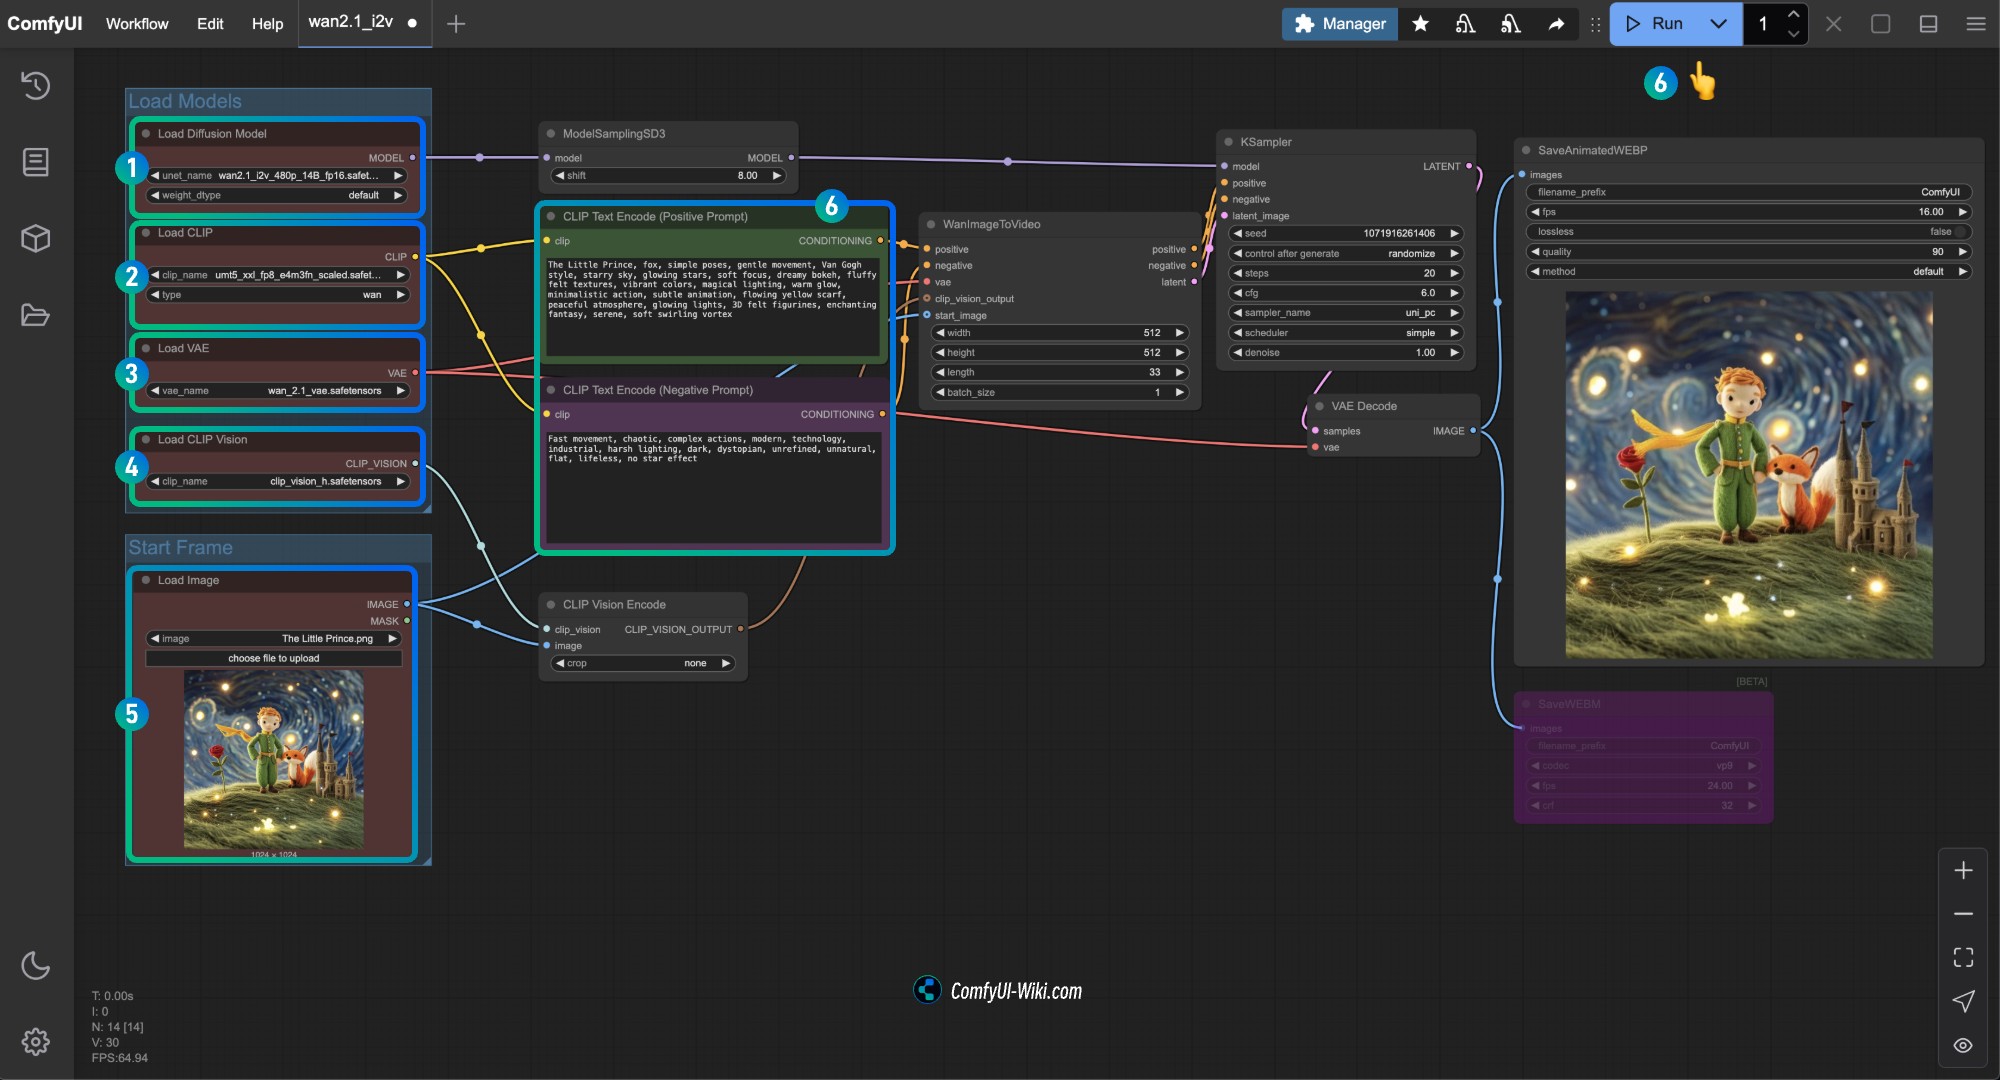 ComfyUI
Workflow
Edit
Help
wan2.1_i2v
Manager
Run
1
6
Load Models
1
Load Diffusion Model
MODEL
unet_name wan2.1_i2v_480p_14B_fp16.safet...
weight_dtype default
2
Load CLIP
CLIP
clip_name umt5_xxl_fp8_e4m3fn_scaled.safet...
type wan
3
Load VAE
VAE
vae_name wan_2.1_vae.safetensors
4
Load CLIP Vision
CLIP_VISION
clip_name clip_vision_h.safetensors
Start Frame
5
Load Image
IMAGE
MASK
image The Little Prince.png
choose file to upload
1024 x 1024
ModelSamplingSD3
model MODEL
shift 8.00
6
CLIP Text Encode (Positive Prompt)
clip CONDITIONING
The Little Prince, fox, simple poses, gentle movement, Van Gogh
style, starry sky, glowing stars, soft focus, dreamy bokeh, fluffy
felt textures, vibrant colors, magical lighting, warm glow,
minimalistic action, subtle animation, flowing yellow scarf,
peaceful atmosphere, glowing lights, 3D felt figurines, enchanting
fantasy, serene, soft swirling vortex
CLIP Text Encode (Negative Prompt)
clip CONDITIONING
Fast movement, chaotic, complex actions, modern, technology,
industrial, harsh lighting, dark, dystopian, unrefined, unnatural,
flat, lifeless, no star effect
CLIP Vision Encode
clip_vision CLIP_VISION_OUTPUT
image
crop none
WanImageToVideo
positive positive
negative negative
vae latent
clip_vision_output
start_image
width 512
height 512
length 33
batch_size 1
KSampler
model LATENT
positive
negative
latent_image
seed 1071916261406
control after generate randomize
steps 20
cfg 6.0
sampler_name uni_pc
scheduler simple
denoise 1.00
VAE Decode
samples IMAGE
vae
SaveAnimatedWEBP
images
filename_prefix ComfyUI
fps 16.00
lossless false
quality 90
method default
[BETA]
SaveWEBM
images
filename_prefix ComfyUI
codec vp9
fps 24.00
crf 32
ComfyUI-Wiki.com
T: 0.00s
I: 0
N: 14 [14]
V: 30
FPS:64.94